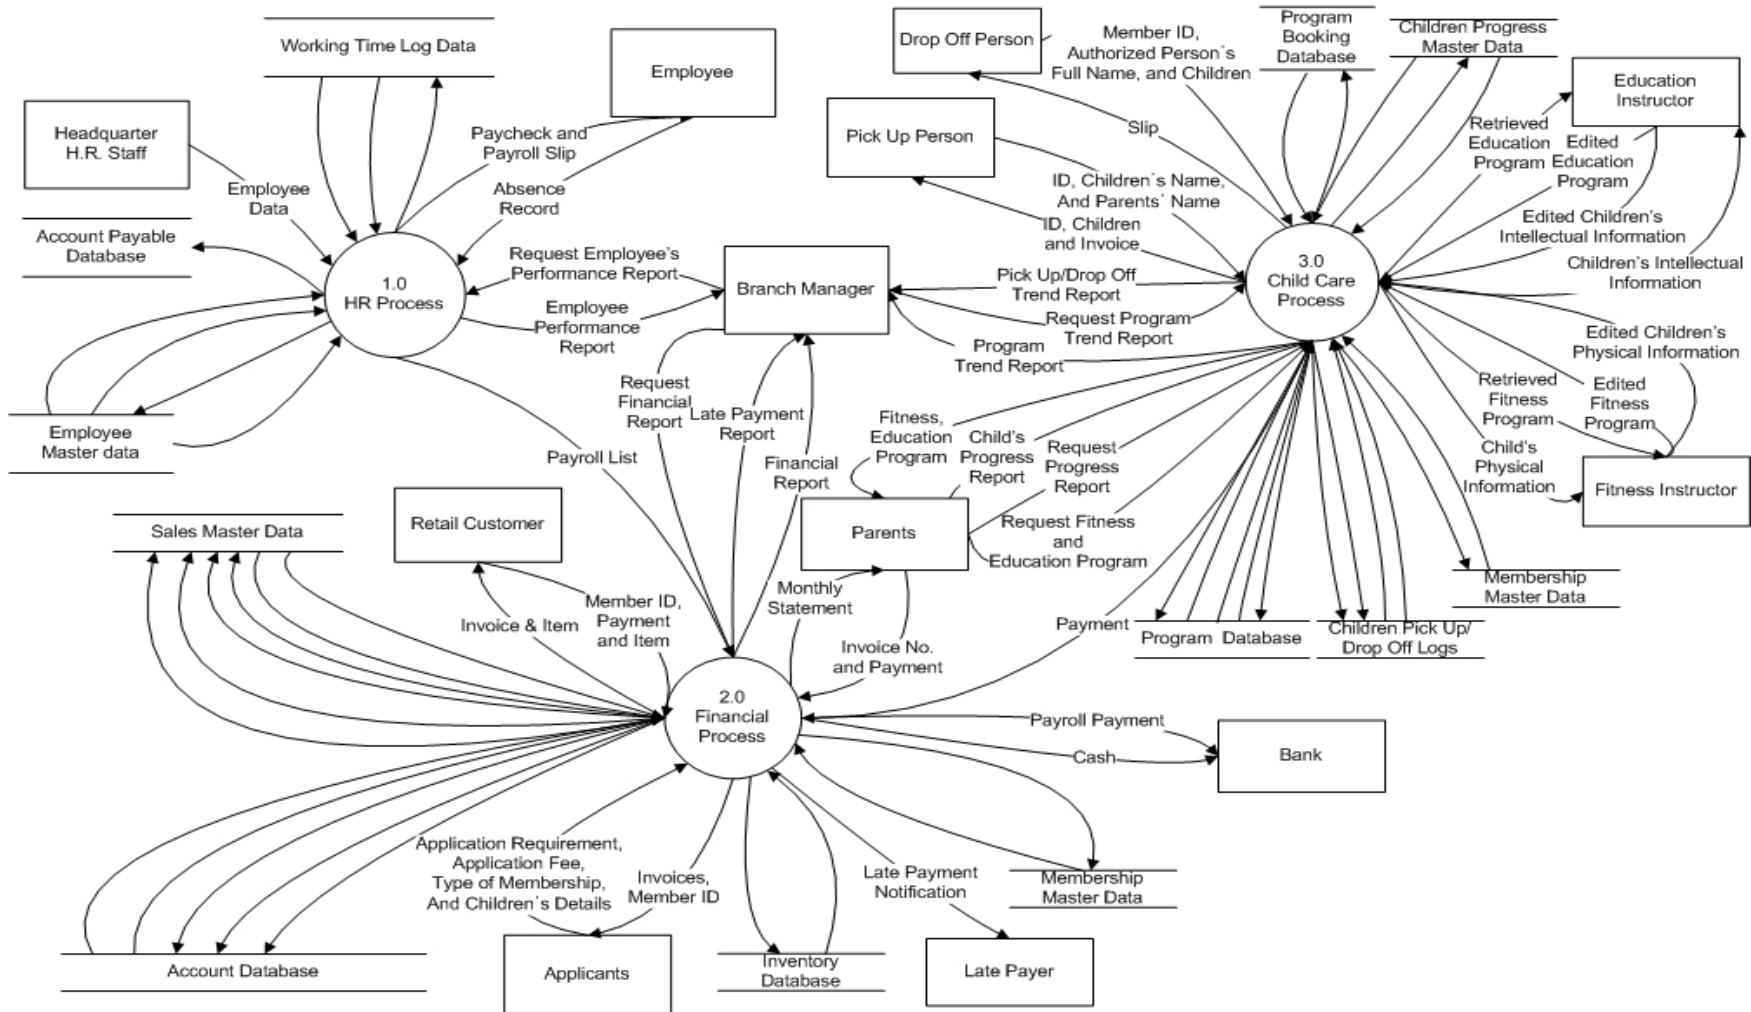 Working Time Log Data
Employee
Headquarter
H.R. Staff
Paycheck and
Payroll Slip
Employee
Data
Absence
Record
Account Payable
Database
1.0
HR Process
Request Employee's
Performance Report
Employee
Performance
Report
Branch Manager
Employee
Master data
Payroll List
Request
Financial
Report
Late Payment
Report
Financial
Report
Drop Off Person
Member ID,
Authorized Person`s
Full Name, and Children
Program
Booking
Database
Children Progress
Master Data
Education
Instructor
Pick Up Person
Slip
Retrieved
Education
Program
Edited
Education
Program
ID, Children`s Name,
And Parents` Name
ID, Children
and Invoice
Edited Children's
Intellectual Information
Children's Intellectual
Information
3.0
Child Care
Process
Pick Up/Drop Off
Trend Report
Request Program
Trend Report
Program
Trend Report
Edited Children's
Physical Information
Retrieved
Fitness
Program
Edited
Fitness
Program
Child's
Physical
Information
Fitness Instructor
Fitness,
Education
Program
Child's
Progress
Report
Request
Progress
Report
Parents
Request Fitness
and
Education Program
Sales Master Data
Retail Customer
Invoice & Item
Member ID,
Payment
and Item
Monthly
Statement
Invoice No.
and Payment
Payment
Program Database
Children Pick Up/
Drop Off Logs
Membership
Master Data
2.0
Financial
Process
Payroll Payment
Cash
Bank
Application Requirement,
Application Fee,
Type of Membership,
And Children`s Details
Invoices,
Member ID
Late Payment
Notification
Membership
Master Data
Account Database
Applicants
Inventory
Database
Late Payer